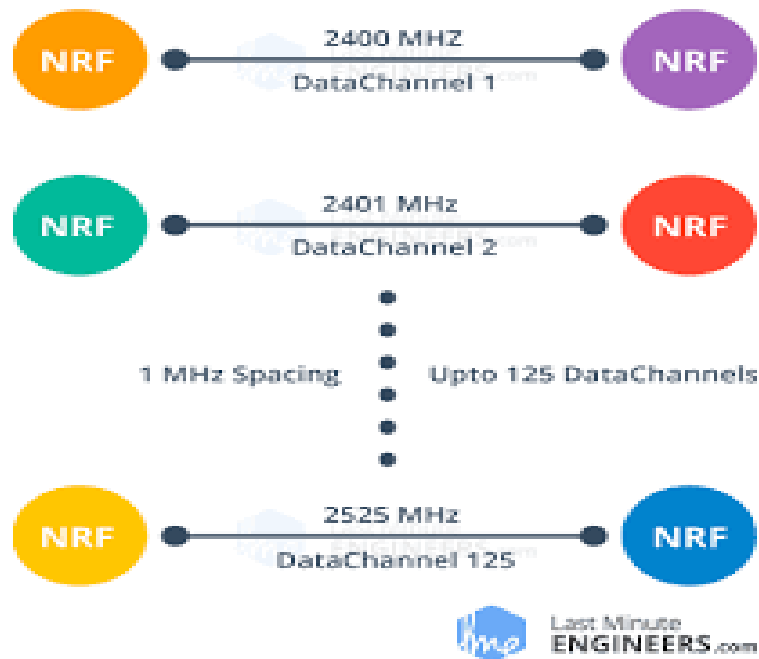 NRF
2400 MHZ
NRF
DataChannel 1
NRF
2401 MHz
NRF
DataChannel 2
1 MHz Spacing
Upto 125 DataChannels
NRF
2525 MHz
NRF
DataChannel 125
Last Minute
ENGINEERS.com